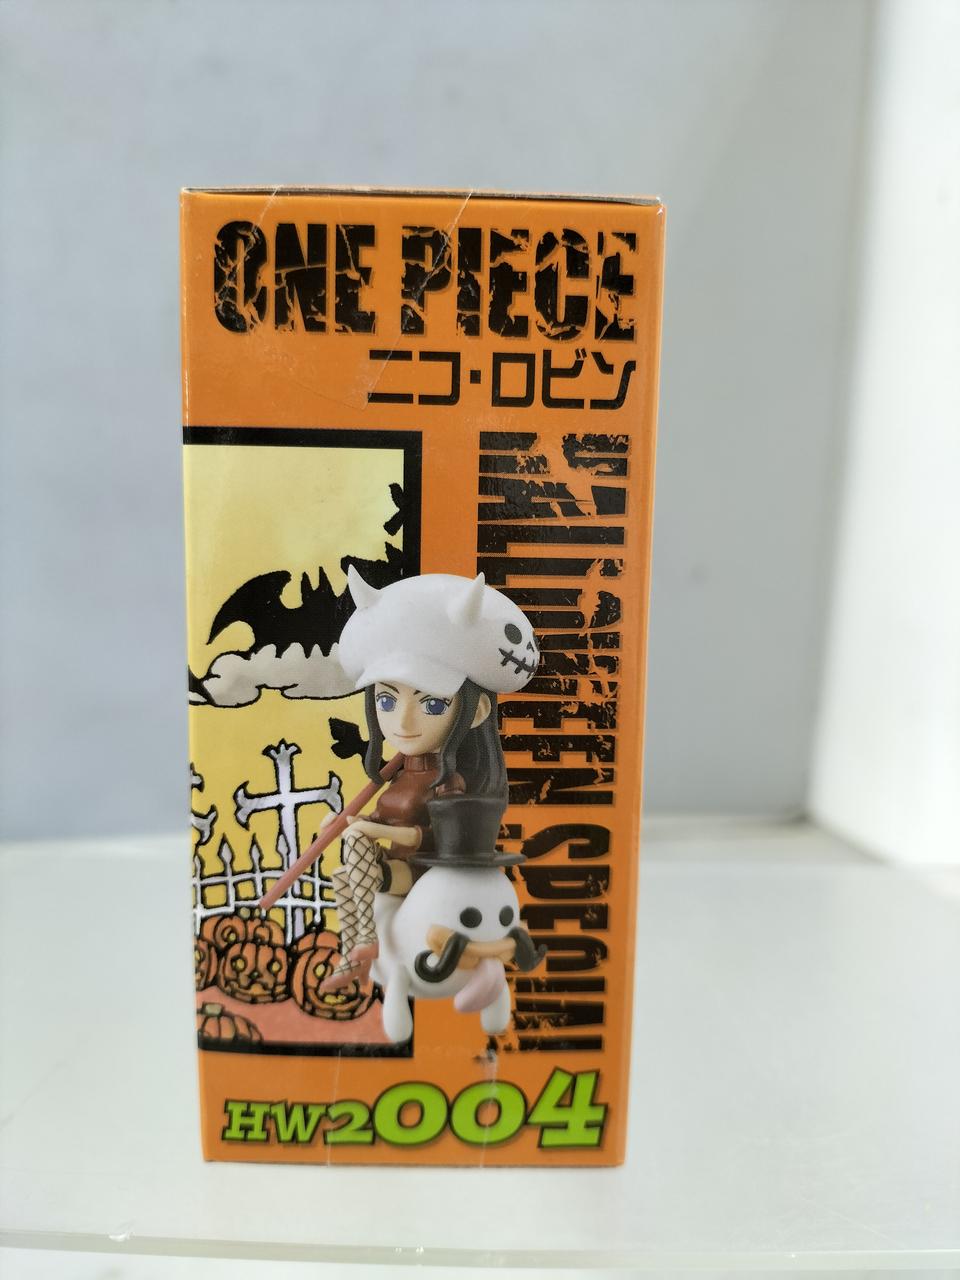 ONE PIECE
ニコ・ロビン
HALLOWEEN SPECIAL
HW2004